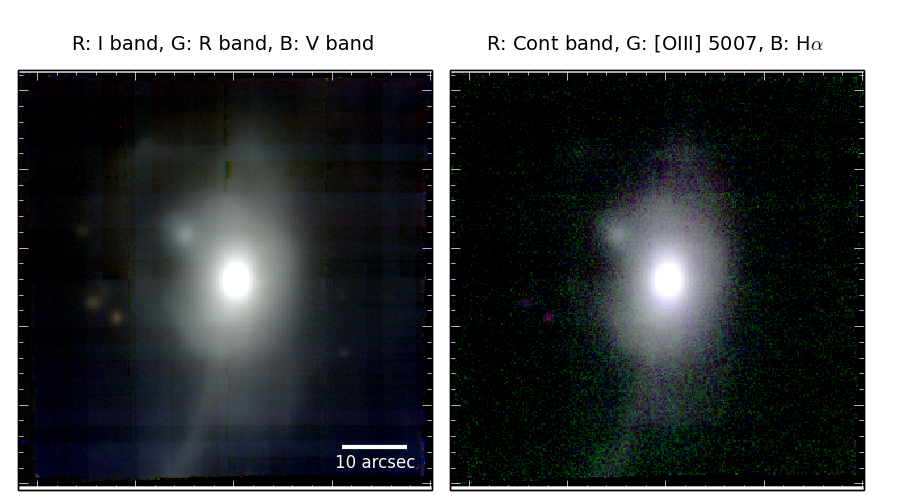 R: I band, G: R band, B: V band
R: Cont band, G: [OIII] 5007, B: Hα
10 arcsec